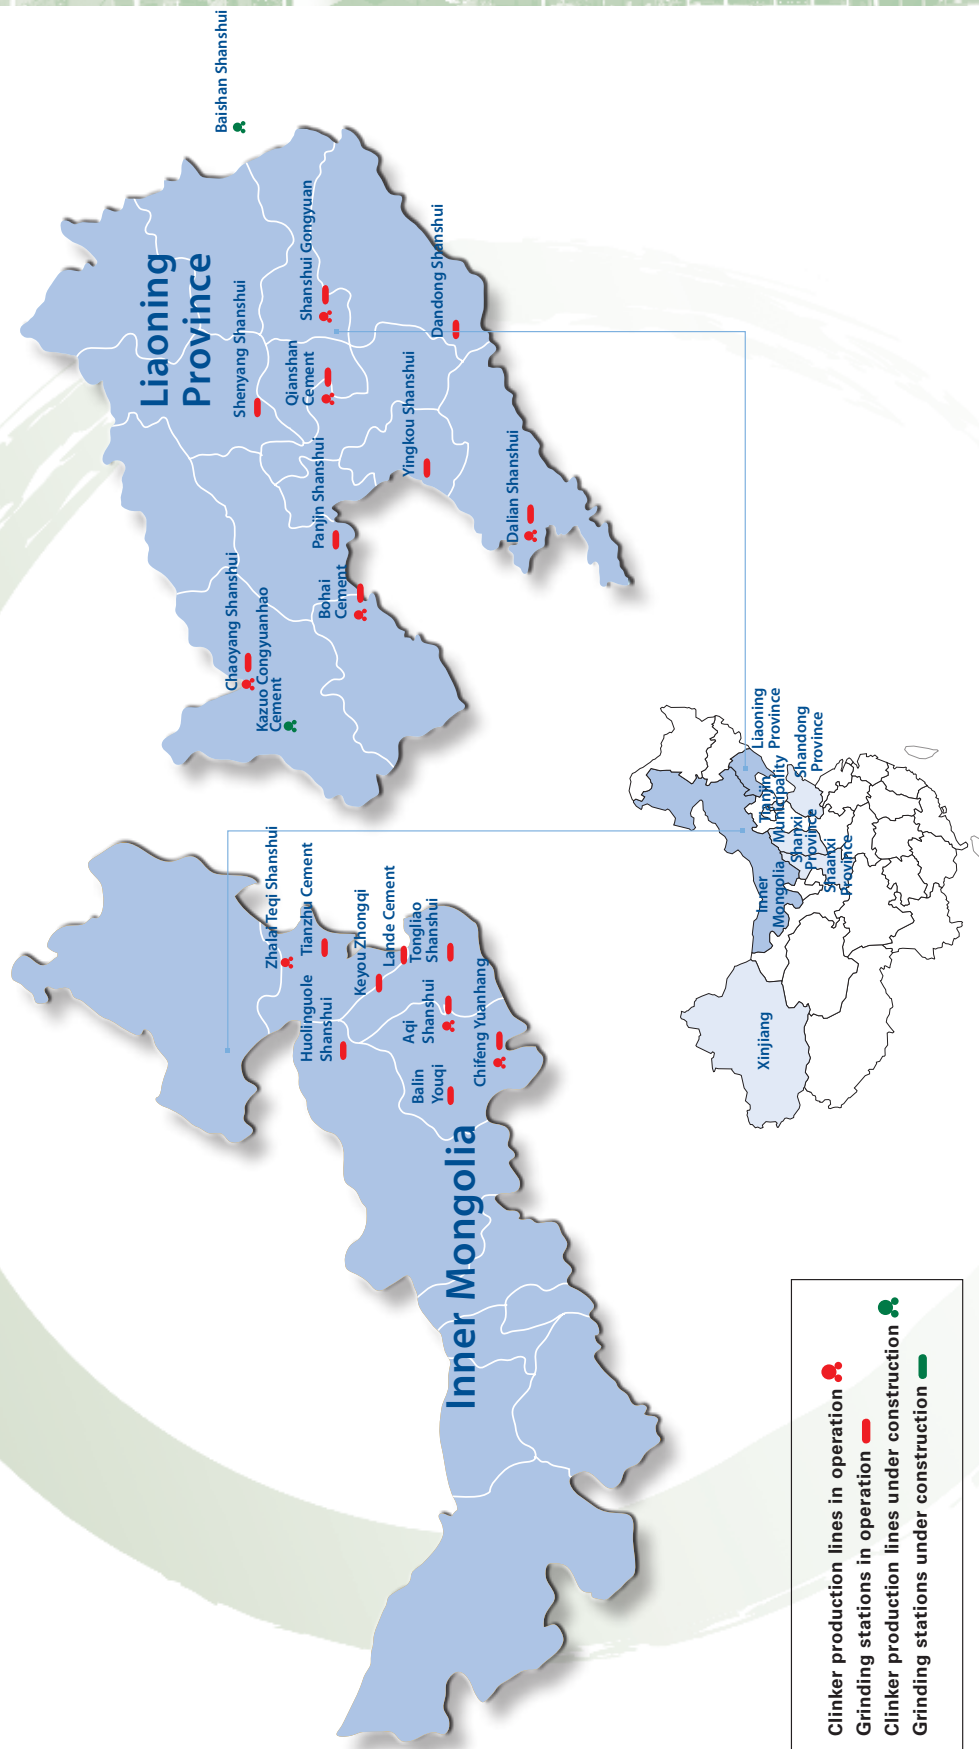 Baishan Shanshui
Liaoning
Province
Shenyang Shanshui
Shanshui Gongyuan
Qianshan
Cement
Dandong Shanshui
Yingkou Shanshui
Panjin Shanshui
Dalian Shanshui
Bohai
Cement
Chaoyang Shanshui
Kazuo Congyuanhao
Cement
Zhalai Teqi Shanshui
Tianzhu Cement
Huolinguole
Shanshui
Keyou Zhongqi
Lande Cement
Tongliao
Shanshui
Aqi
Shanshui
Chifeng Yuanhang
Balin
Youqi
Inner Mongolia
Liaoning
Province
Shandong
Province
Tianjin
Municipality
Shanxi
Province
Shaanxi
Province
Inner
Mongolia
Xinjiang
Clinker production lines in operation
Grinding stations in operation
Clinker production lines under construction
Grinding stations under construction